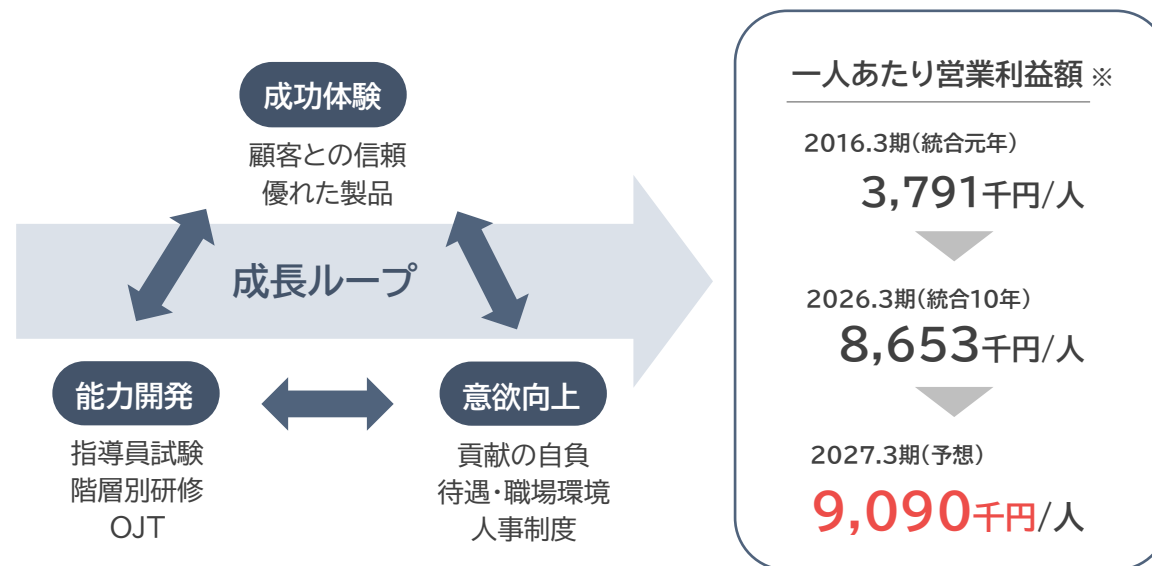 成功体験
顧客との信頼
優れた製品
成長ループ
能力開発
指導員試験
階層別研修
OJT
意欲向上
貢献の自負
待遇・職場環境
人事制度
一人あたり営業利益額 ※
2016.3期(統合元年)
3,791千円/人
2026.3期(統合10年)
8,653千円/人
2027.3期(予想)
9,090千円/人